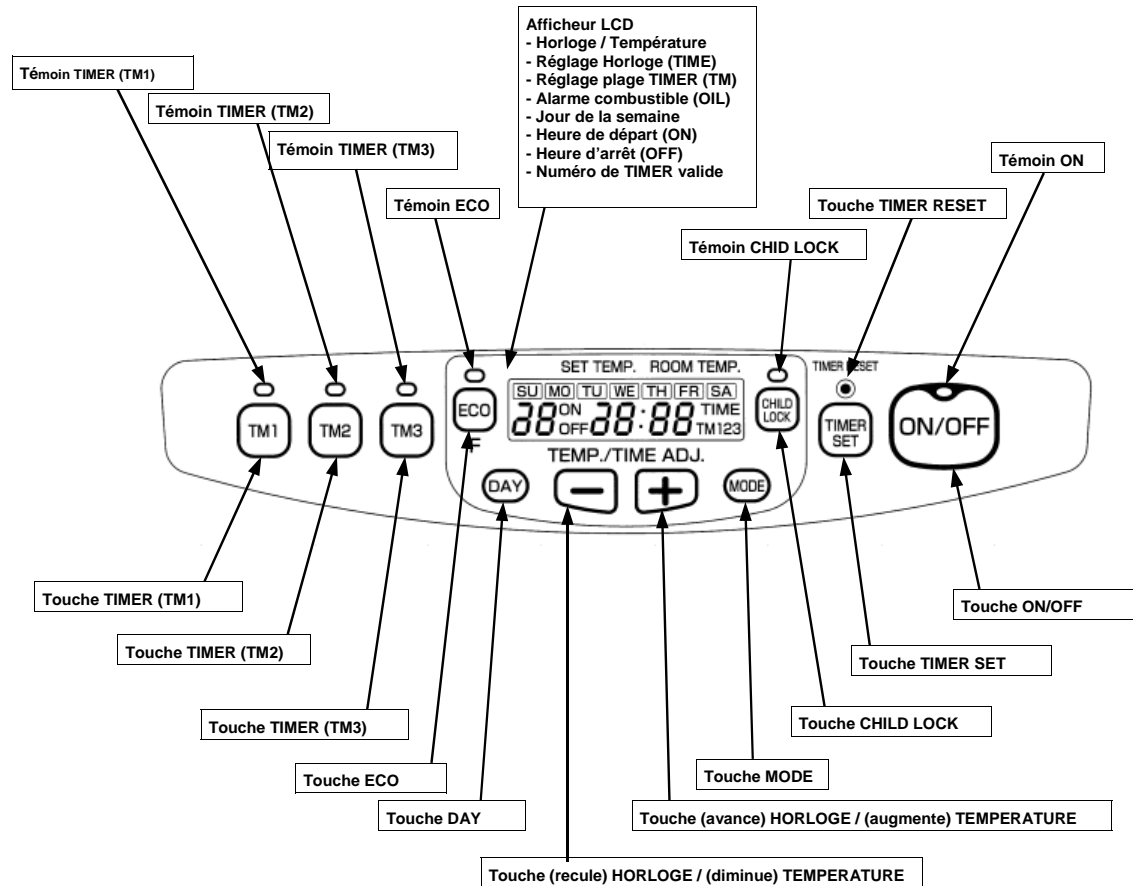 Afficheur LCD
- Horloge / Température
- Réglage Horloge (TIME)
- Réglage plage TIMER (TM)
- Alarme combustible (OIL)
- Jour de la semaine
- Heure de départ (ON)
- Heure d'arrêt (OFF)
- Numéro de TIMER valide
Témoin TIMER (TM1)
Témoin TIMER (TM2)
Témoin TIMER (TM3)
Témoin ECO
Témoin ON
Touche TIMER RESET
Témoin CHID LOCK
SET TEMP. ROOM TEMP.
TIMER RESET
SU MO TU WE TH FR SA
88 ON OFF 88:88 TIME TM123
TM1
TM2
TM3
ECO
F
CHILD LOCK
TIMER SET
ON/OFF
TEMP./TIME ADJ.
DAY
−
+
MODE
Touche TIMER (TM1)
Touche TIMER (TM2)
Touche TIMER (TM3)
Touche ECO
Touche DAY
Touche (recule) HORLOGE / (diminue) TEMPERATURE
Touche (avance) HORLOGE / (augmente) TEMPERATURE
Touche MODE
Touche CHILD LOCK
Touche TIMER SET
Touche ON/OFF